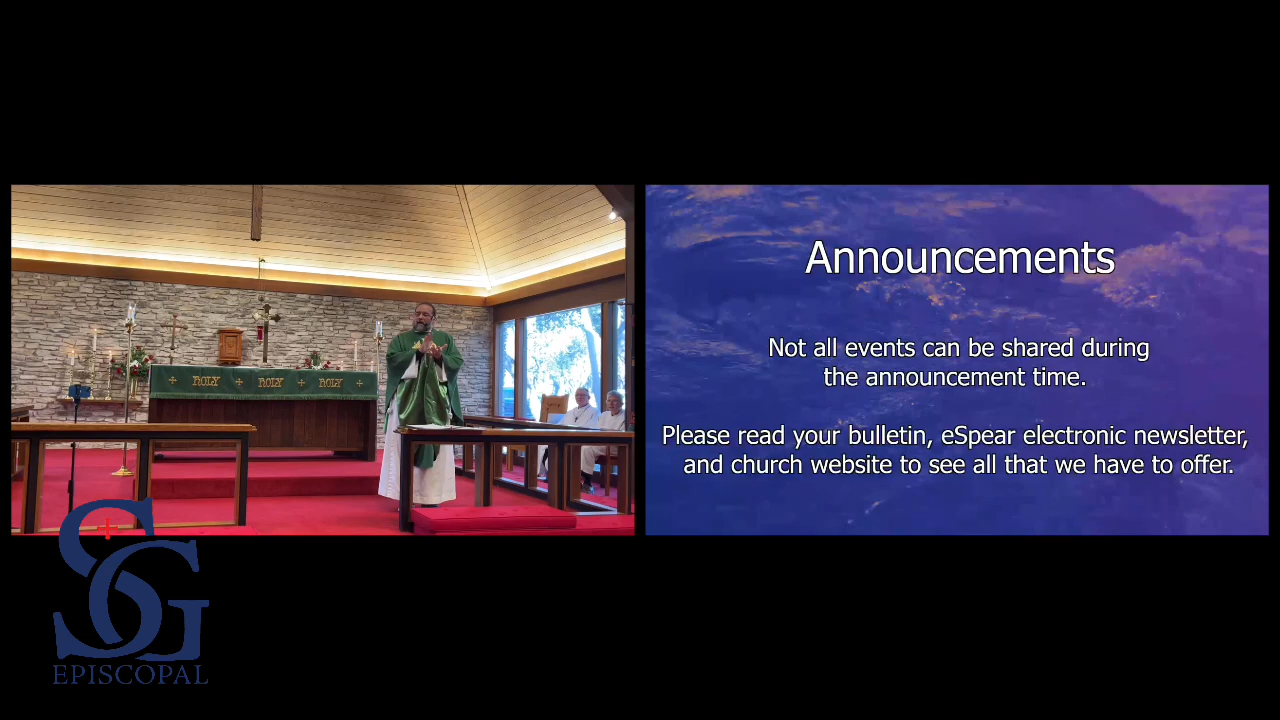 HOLY HOLY HOLY
Announcements
Not all events can be shared during
the announcement time.
Please read your bulletin, eSpear electronic newsletter,
and church website to see all that we have to offer.
SG
EPISCOPAL